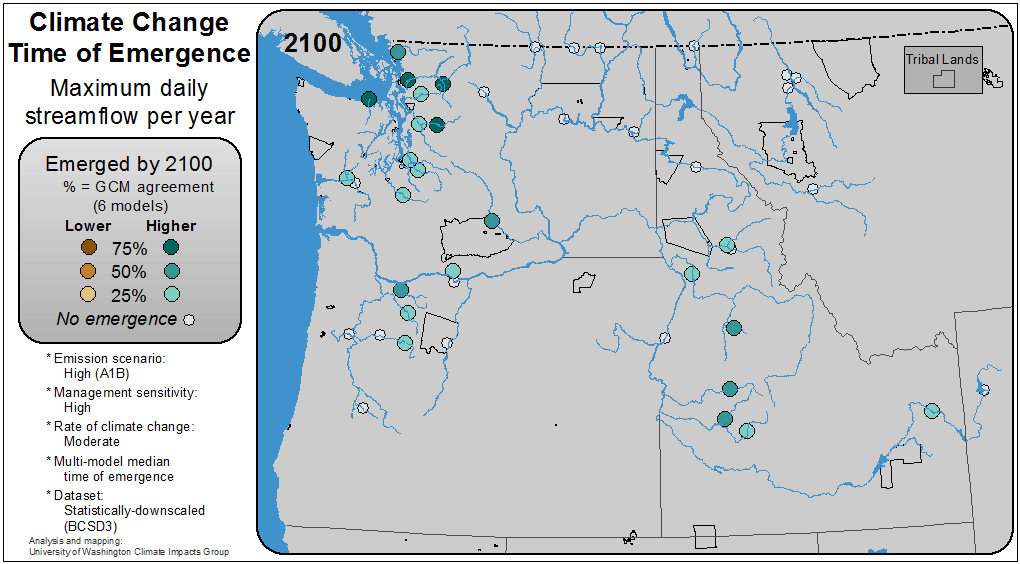 Climate Change
Time of Emergence
Maximum daily
streamflow per year
Emerged by 2100
% = GCM agreement
(6 models)
Lower Higher
75%
50%
25%
No emergence
* Emission scenario:
High (A1B)
* Management sensitivity:
High
* Rate of climate change:
Moderate
* Multi-model median
time of emergence
* Dataset:
Statistically-downscaled
(BCSD3)
Analysis and mapping:
University of Washington Climate Impacts Group
2100
Tribal Lands